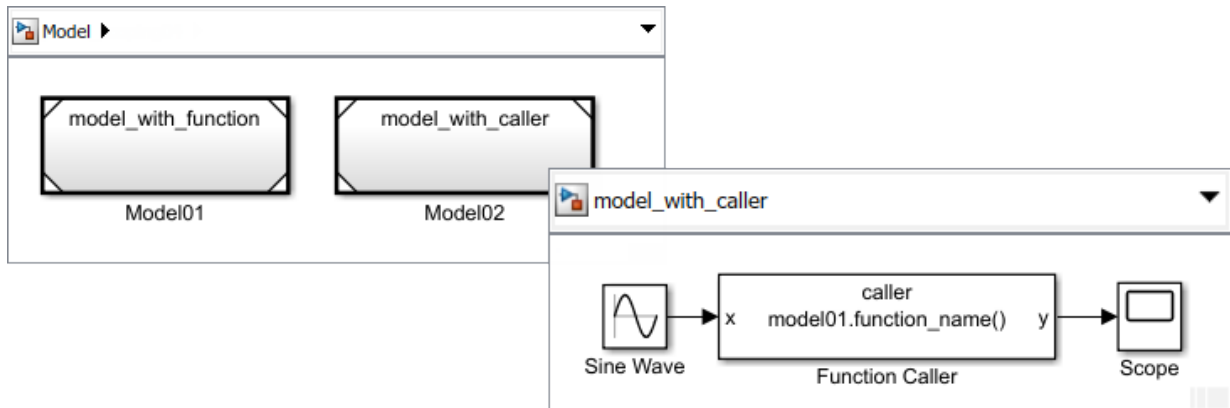 Model
model_with_function
model_with_caller
Model01
Model02
model_with_caller
caller
x
model01.function_name()
y
Sine Wave
Function Caller
Scope